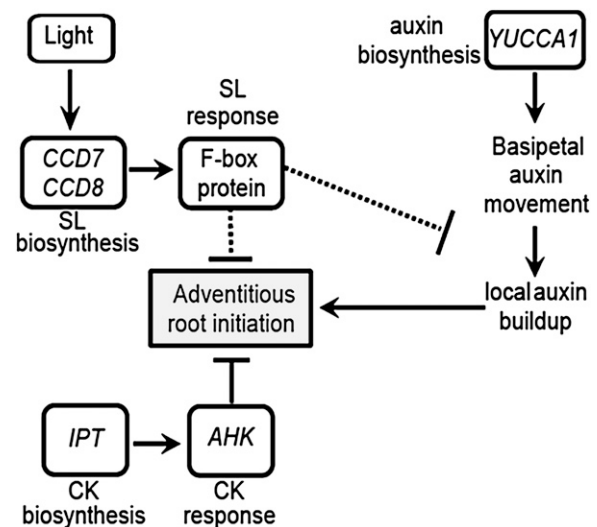 Light
auxin
biosynthesis
YUCCA1
SL
response
CCD7
CCD8
F-box
protein
SL
biosynthesis
Basipetal
auxin
movement
Adventitious
root initiation
local auxin
buildup
IPT
AHK
CK
biosynthesis
CK
response